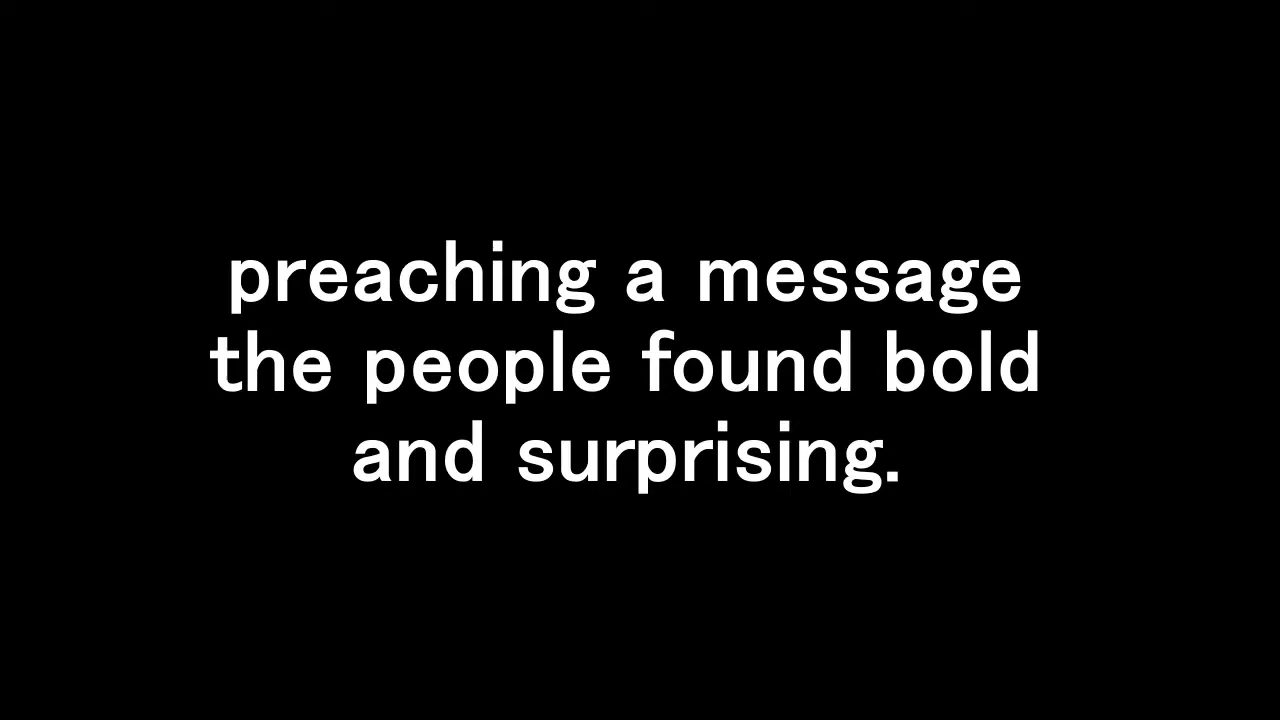 preaching a message
the people found bold
and surprising.